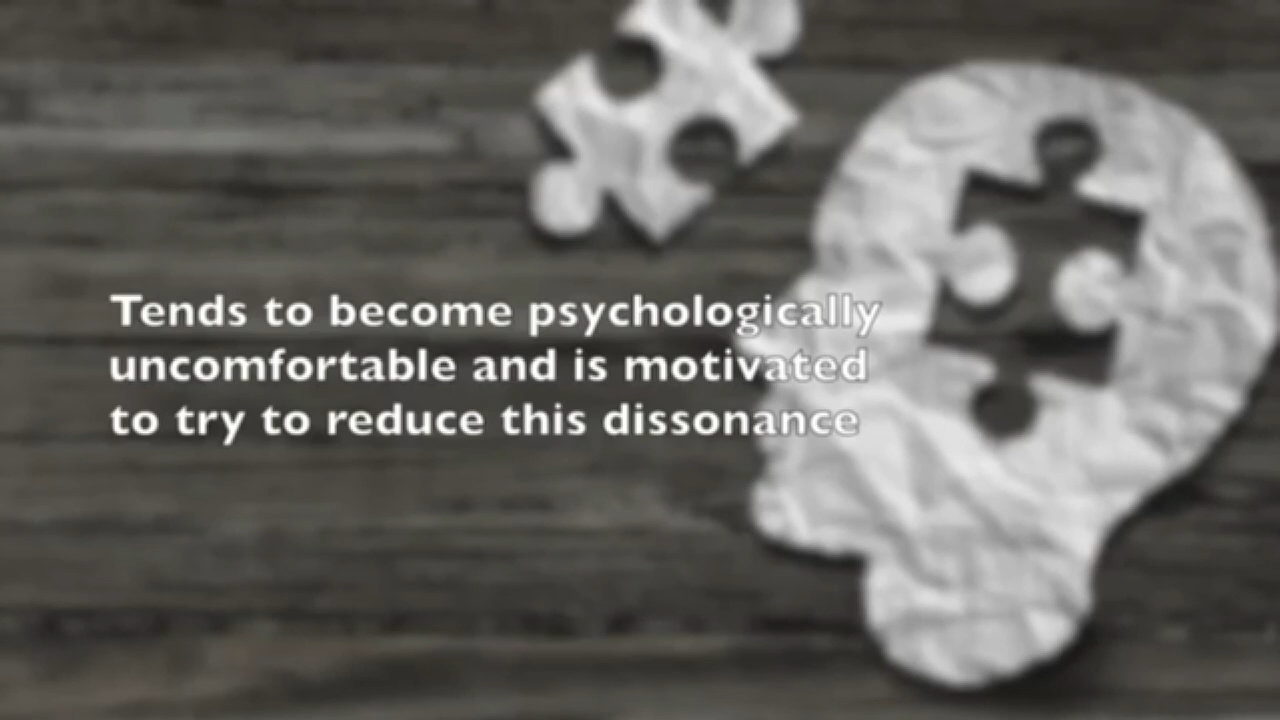 Tends to become psychologically
uncomfortable and is motivated
to try to reduce this dissonance